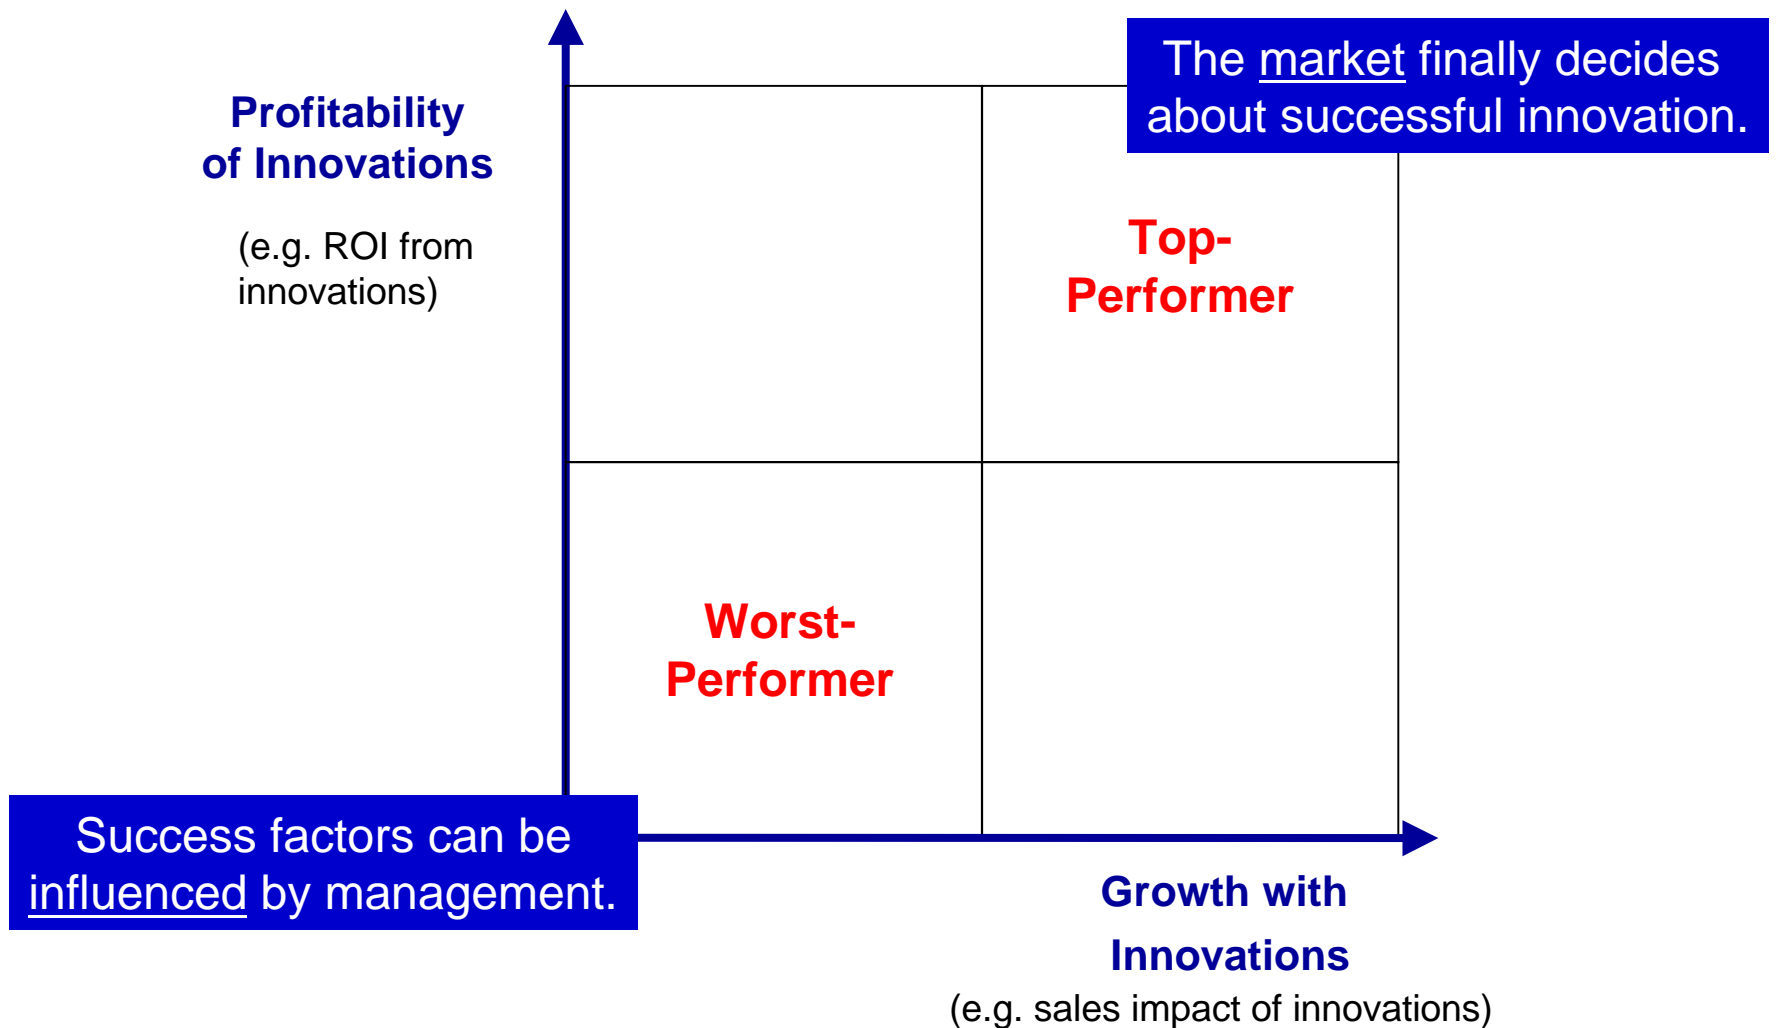 The market finally decides
about successful innovation.
Profitability
of Innovations
(e.g. ROI from
innovations)
Top-
Performer
Worst-
Performer
Success factors can be
influenced by management.
Growth with
Innovations
(e.g. sales impact of innovations)